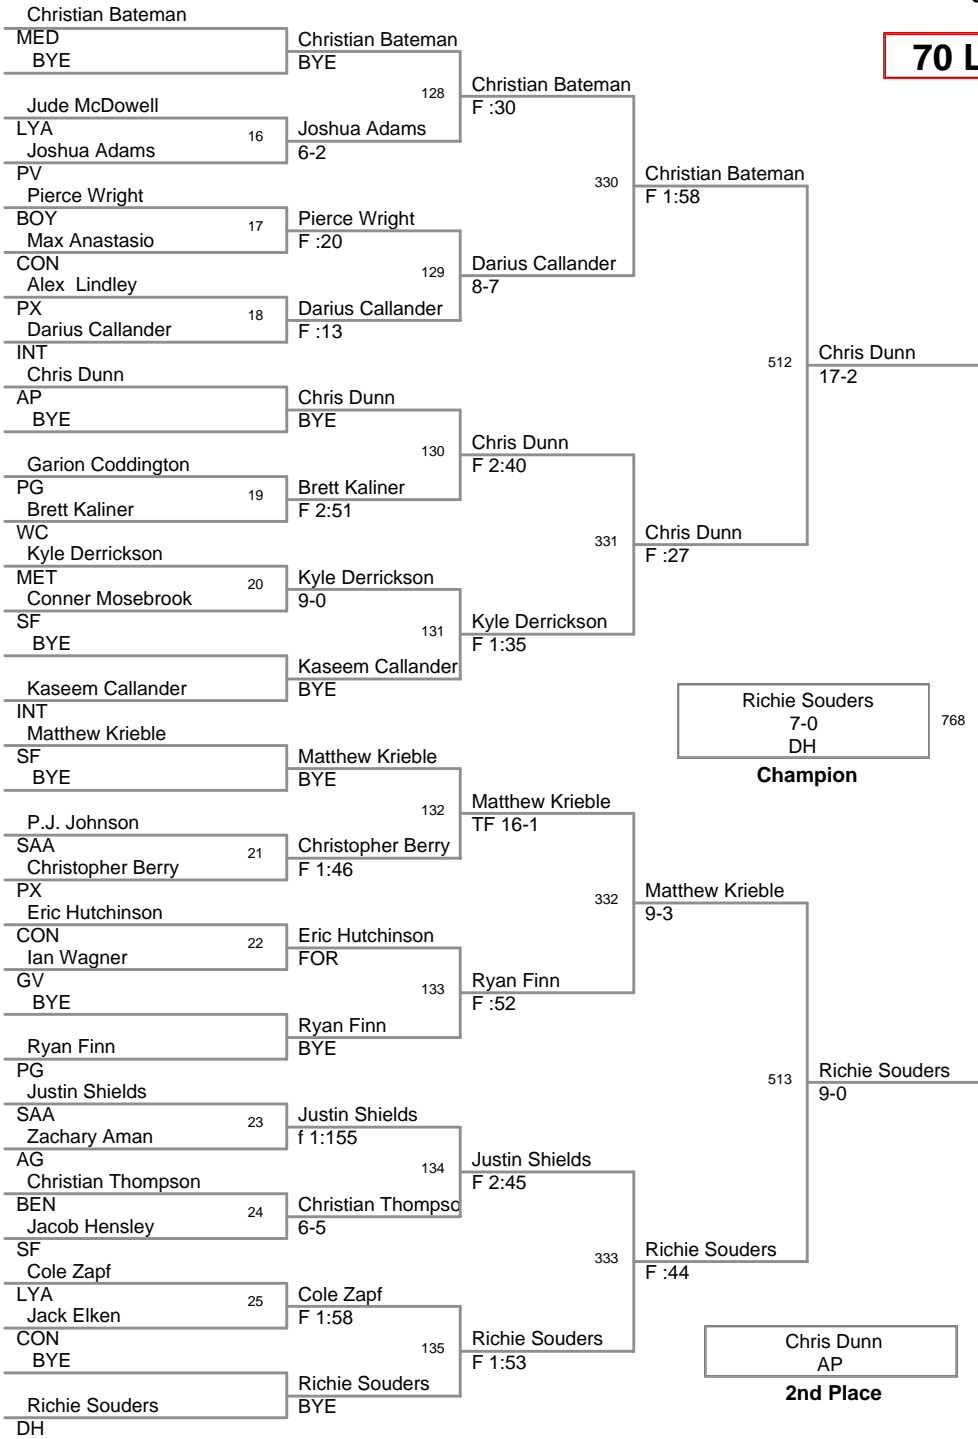 Christian Bateman
MED
BYE
Jude McDowell
LYA
Joshua Adams
PV
Pierce Wright
BOY
Max Anastasio
CON
Alex Lindley
PX
Darius Callander
INT
Chris Dunn
AP
BYE
Garion Coddington
PG
Brett Kaliner
WC
Kyle Derrickson
MET
Conner Mosebrook
SF
BYE
Kaseem Callander
INT
Matthew Krieble
SF
BYE
P.J. Johnson
SAA
Christopher Berry
PX
Eric Hutchinson
CON
Ian Wagner
GV
BYE
Ryan Finn
PG
Justin Shields
SAA
Zachary Aman
AG
Christian Thompson
BEN
Jacob Hensley
SF
Cole Zapf
LYA
Jack Elken
CON
BYE
Richie Souders
DH
16
17
18
19
20
21
22
23
24
25
Christian Bateman
BYE
Joshua Adams
6-2
Pierce Wright
F :20
Darius Callander
F :13
Chris Dunn
BYE
Brett Kaliner
F 2:51
Kyle Derrickson
9-0
Kaseem Callander
BYE
Matthew Krieble
BYE
Christopher Berry
F 1:46
Eric Hutchinson
FOR
Ryan Finn
BYE
Justin Shields
f 1:155
Christian Thompso
6-5
Cole Zapf
F 1:58
Richie Souders
BYE
128
129
130
131
132
133
134
135
Christian Bateman
F :30
Darius Callander
8-7
Chris Dunn
F 2:40
Kyle Derrickson
F 1:35
Matthew Krieble
TF 16-1
Ryan Finn
F :52
Justin Shields
F 2:45
Richie Souders
F 1:53
330
331
332
333
Christian Bateman
F 1:58
Chris Dunn
F :27
Matthew Krieble
9-3
Richie Souders
F :44
512
513
Chris Dunn
17-2
Richie Souders
9-0
70 L
Richie Souders
7-0
DH
768
Champion
Chris Dunn
AP
2nd Place